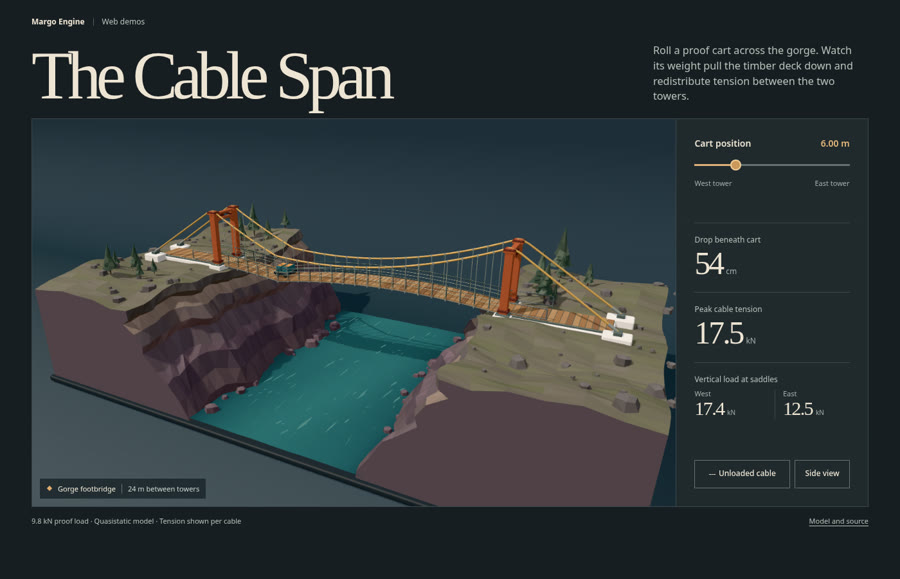 Margo Engine | Web demos
The Cable Span
Roll a proof cart across the gorge. Watch
its weight pull the timber deck down and
redistribute tension between the two
towers.
Cart position 6.00 m
West tower East tower
Drop beneath cart
54 cm
Peak cable tension
17.5 kN
Vertical load at saddles
West East
17.4 kN 12.5 kN
--- Unloaded cable Side view
Gorge footbridge | 24 m between towers
9.8 kN proof load · Quasistatic model · Tension shown per cable
Model and source